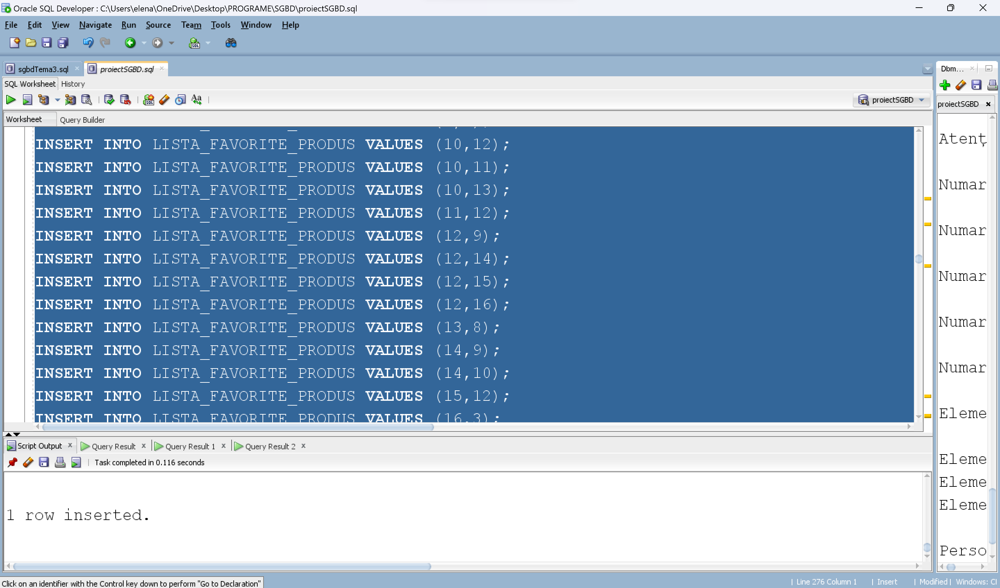 Oracle SQL Developer : C:\Users\elena\OneDrive\Desktop\PROGRAME\SGBD\proiectSGBD.sql
File Edit View Navigate Run Source Team Tools Window Help
sgbdTema3.sql proiectSGBD.sql
SQL Worksheet History
proiectSGBD
Worksheet Query Builder
INSERT INTO LISTA_FAVORITE_PRODUS VALUES (10,12);
INSERT INTO LISTA_FAVORITE_PRODUS VALUES (10,11);
INSERT INTO LISTA_FAVORITE_PRODUS VALUES (10,13);
INSERT INTO LISTA_FAVORITE_PRODUS VALUES (11,12);
INSERT INTO LISTA_FAVORITE_PRODUS VALUES (12,9);
INSERT INTO LISTA_FAVORITE_PRODUS VALUES (12,14);
INSERT INTO LISTA_FAVORITE_PRODUS VALUES (12,15);
INSERT INTO LISTA_FAVORITE_PRODUS VALUES (12,16);
INSERT INTO LISTA_FAVORITE_PRODUS VALUES (13,8);
INSERT INTO LISTA_FAVORITE_PRODUS VALUES (14,9);
INSERT INTO LISTA_FAVORITE_PRODUS VALUES (14,10);
INSERT INTO LISTA_FAVORITE_PRODUS VALUES (15,12);
INSERT INTO LISTA_FAVORITE_PRODUS VALUES (16,3);
Script Output Query Result Query Result 1 Query Result 2
Task completed in 0.116 seconds
1 row inserted.
Dbm...
proiectSGBD
Atenț
Numar
Numar
Numar
Numar
Numar
Eleme
Eleme
Eleme
Eleme
Perso
Click on an identifier with the Control key down to perform "Go to Declaration"
| Line 276 Column 1 | Insert | Modified | Windows: Cl